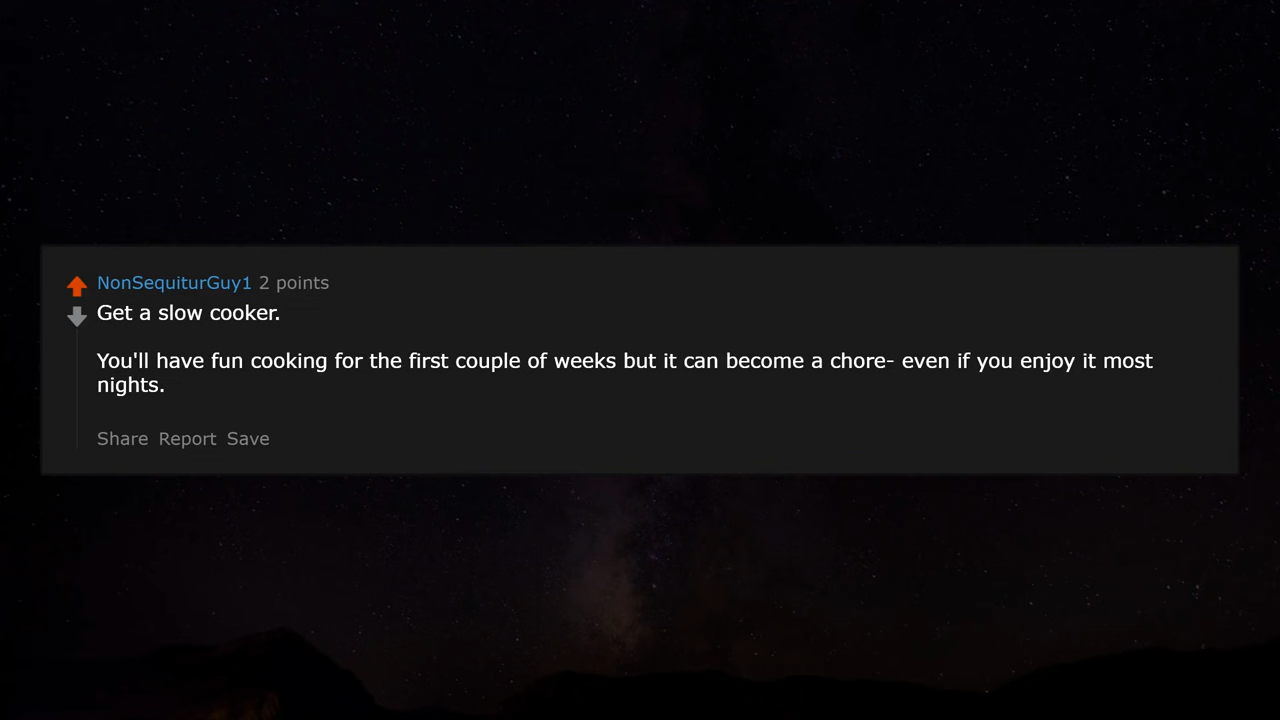 NonSequiturGuy1 2 points
Get a slow cooker.
You'll have fun cooking for the first couple of weeks but it can become a chore- even if you enjoy it most
nights.
Share Report Save